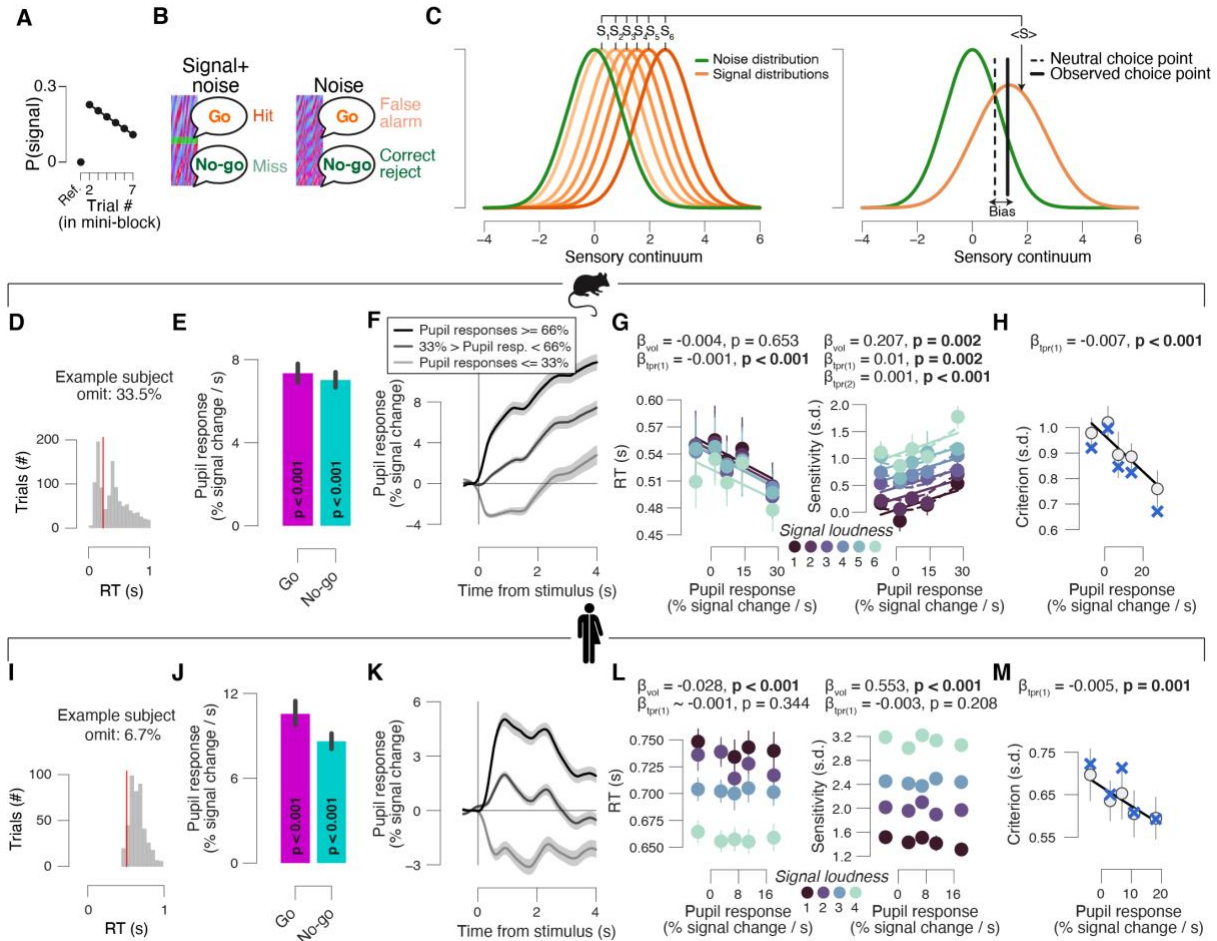 A
0.3
P(signal)
0
Ref.
2
7
Trial #
(in mini-block)
B
Signal+
noise
Noise
Go
Hit
No-go
Miss
Go
False
alarm
No-go
Correct
reject
C
S1 S2 S3 S4 S5 S6
Noise distribution
Signal distributions
−4 −2 0 2 4 6
Sensory continuum
<S>
Neutral choice point
Observed choice point
Bias
−4 −2 0 2 4 6
Sensory continuum
D
Example subject
omit: 33.5%
200
100
0
Trials (#)
0 1
RT (s)
E
8
4
0
Pupil response
(% signal change / s)
p < 0.001
p < 0.001
Go
No-go
F
Pupil responses >= 66%
33% > Pupil resp. < 66%
Pupil responses <= 33%
8
4
0
−4
Pupil response
(% signal change)
0 2 4
Time from stimulus (s)
G
βvol = -0.004, p = 0.653
βtpr(1) = -0.001, p < 0.001
0.60
0.55
0.50
0.45
RT (s)
0 15 30
Pupil response
(% signal change / s)
βvol = 0.207, p = 0.002
βtpr(1) = 0.01, p = 0.002
βtpr(2) = 0.001, p < 0.001
2.0
1.5
1.0
0.5
0.0
Sensitivity (s.d.)
Signal loudness
1 2 3 4 5 6
0 15 30
Pupil response
(% signal change / s)
H
βtpr(1) = -0.007, p < 0.001
1.0
0.9
0.8
0.7
0.6
Criterion (s.d.)
0 20
Pupil response
(% signal change / s)
I
Example subject
omit: 6.7%
100
50
0
Trials (#)
0 1
RT (s)
J
12
6
0
Pupil response
(% signal change / s)
p < 0.001
p < 0.001
Go
No-go
K
6
3
0
−3
Pupil response
(% signal change)
0 2 4
Time from stimulus (s)
L
βvol = -0.028, p < 0.001
βtpr(1) ~ -0.001, p = 0.344
0.750
0.725
0.700
0.675
0.650
RT (s)
0 8 16
Pupil response
(% signal change / s)
βvol = 0.553, p < 0.001
βtpr(1) = -0.003, p = 0.208
3.2
2.8
2.4
2.0
1.6
1.2
Sensitivity (s.d.)
Signal loudness
1 2 3 4
0 8 16
Pupil response
(% signal change / s)
M
βtpr(1) = -0.005, p = 0.001
0.75
0.65
0.55
Criterion (s.d.)
0 10 20
Pupil response
(% signal change / s)